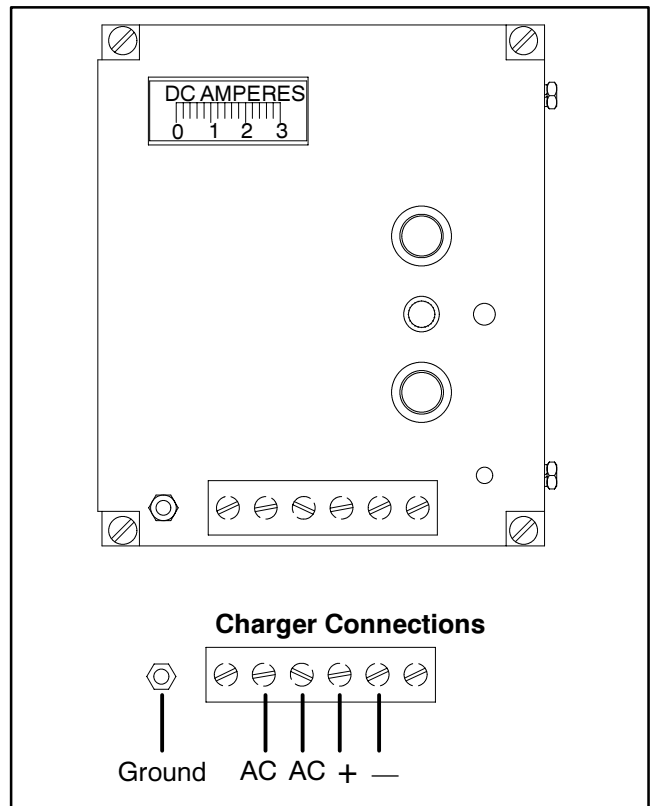 DC AMPERES
0 1 2 3
Charger Connections
Ground AC AC + —